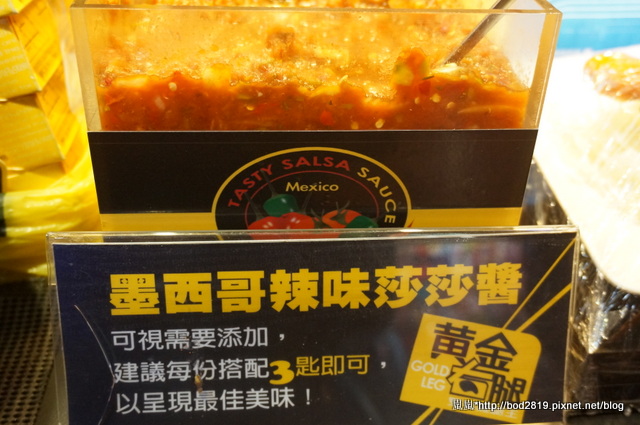 TASTY SALSA SAUCE
Mexico
墨西哥辣味莎莎醬
可視需要添加，
建議每份搭配3匙即可，
以呈現最佳美味！
黃金
GOLD
LEG
腿
http://bod2819.pixnet.net/blog